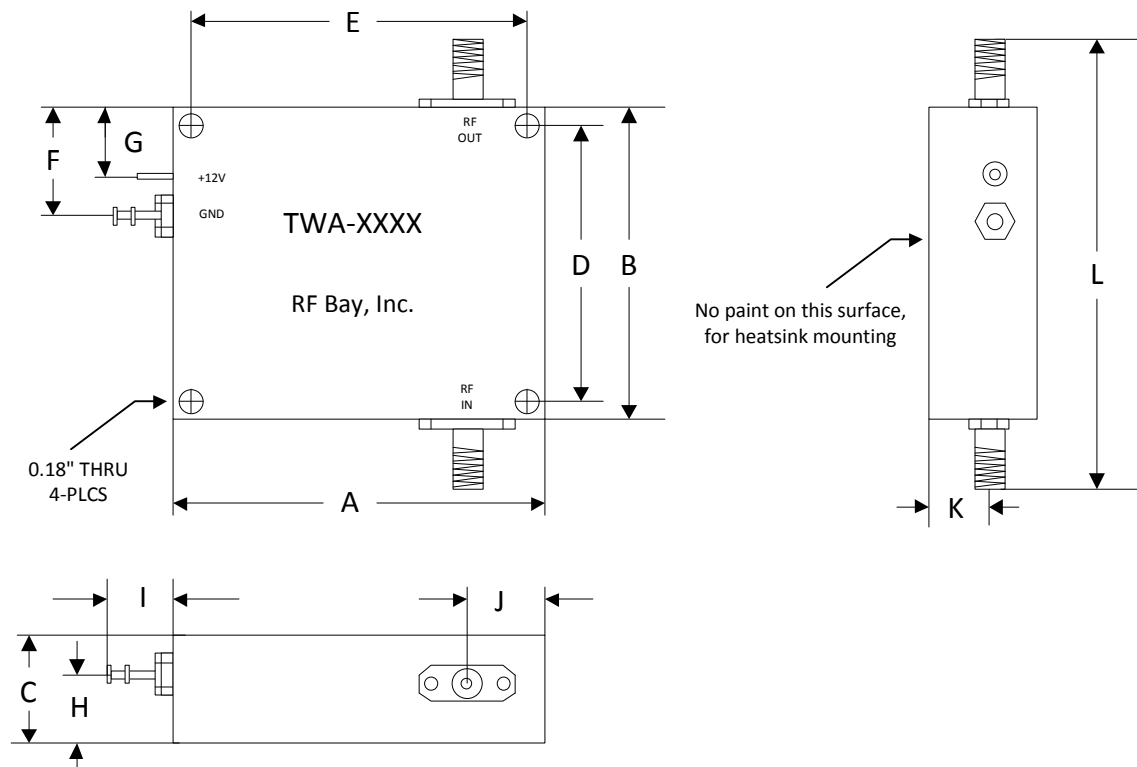 E
RF
OUT
G
F
+12V
GND
TWA-XXXX
D
B
L
RF Bay, Inc.
No paint on this surface,
for heatsink mounting
RF
IN
0.18" THRU
4-PLCS
A
K
I
J
C
H